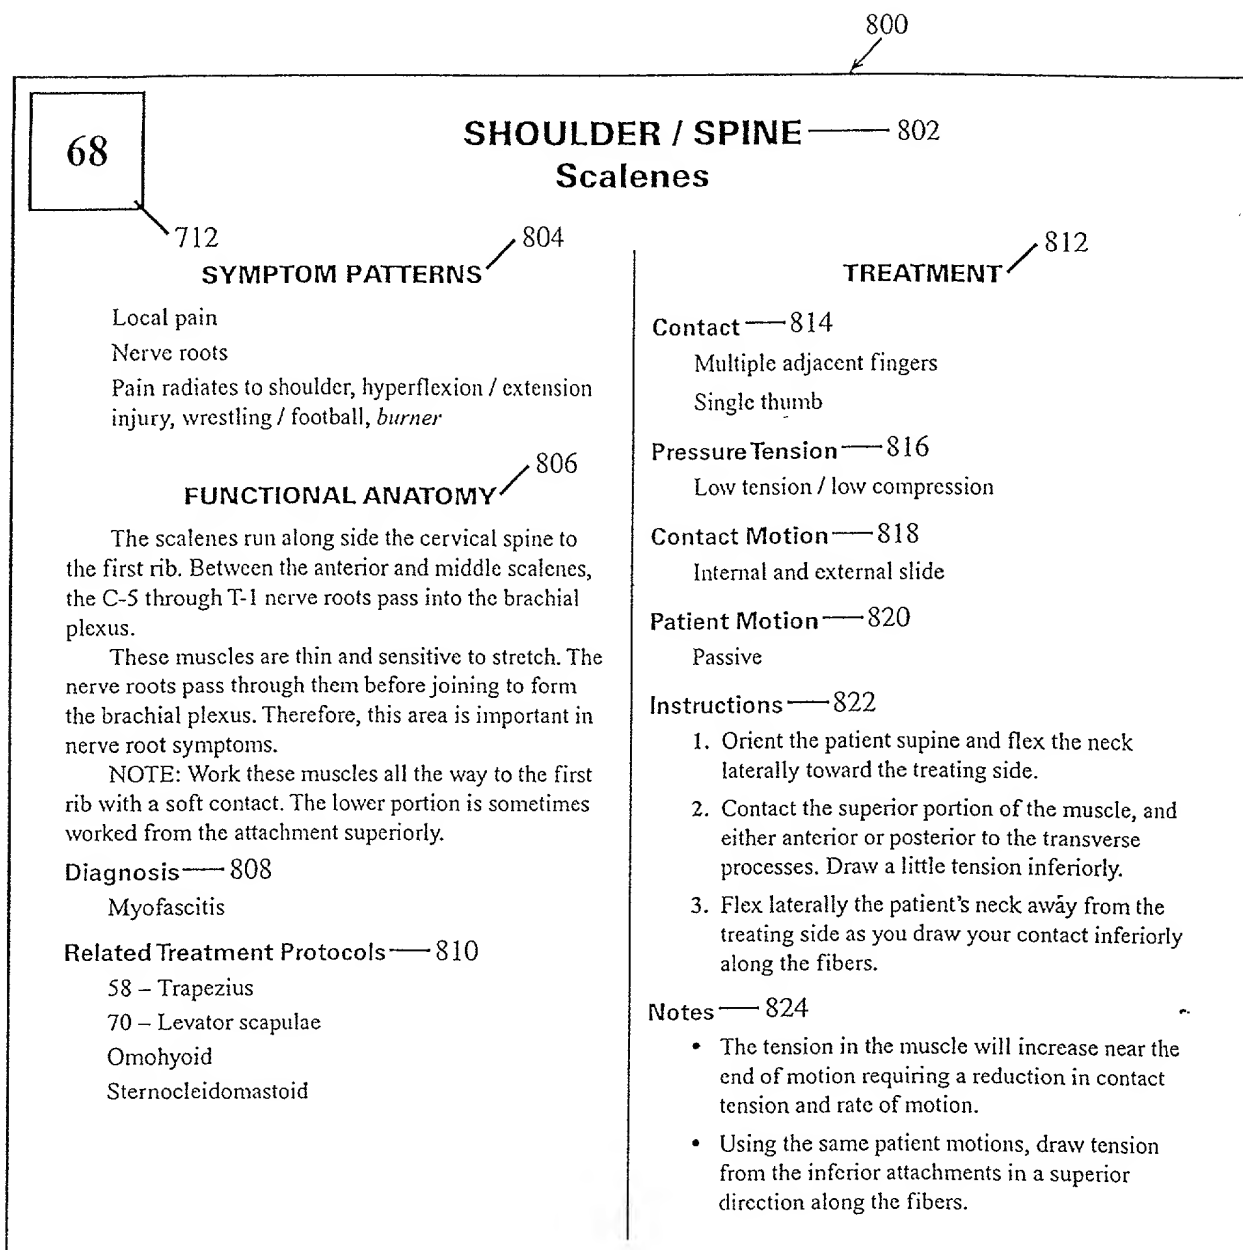 800
68
SHOULDER / SPINE 802
Scalenes
712
804
SYMPTOM PATTERNS
Local pain
Nerve roots
Pain radiates to shoulder, hyperflexion / extension
injury, wrestling / football, burner
806
FUNCTIONAL ANATOMY
The scalenes run along side the cervical spine to
the first rib. Between the anterior and middle scalenes,
the C-5 through T-1 nerve roots pass into the brachial
plexus.
These muscles are thin and sensitive to stretch. The
nerve roots pass through them before joining to form
the brachial plexus. Therefore, this area is important in
nerve root symptoms.
NOTE: Work these muscles all the way to the first
rib with a soft contact. The lower portion is sometimes
worked from the attachment superiorly.
Diagnosis 808
Myofascitis
Related Treatment Protocols 810
58 – Trapezius
70 – Levator scapulae
Omohyoid
Sternocleidomastoid
812
TREATMENT
Contact 814
Multiple adjacent fingers
Single thumb
Pressure Tension 816
Low tension / low compression
Contact Motion 818
Internal and external slide
Patient Motion 820
Passive
Instructions 822
1. Orient the patient supine and flex the neck
laterally toward the treating side.
2. Contact the superior portion of the muscle, and
either anterior or posterior to the transverse
processes. Draw a little tension inferiorly.
3. Flex laterally the patient's neck away from the
treating side as you draw your contact inferiorly
along the fibers.
Notes 824
• The tension in the muscle will increase near the
end of motion requiring a reduction in contact
tension and rate of motion.
• Using the same patient motions, draw tension
from the inferior attachments in a superior
direction along the fibers.